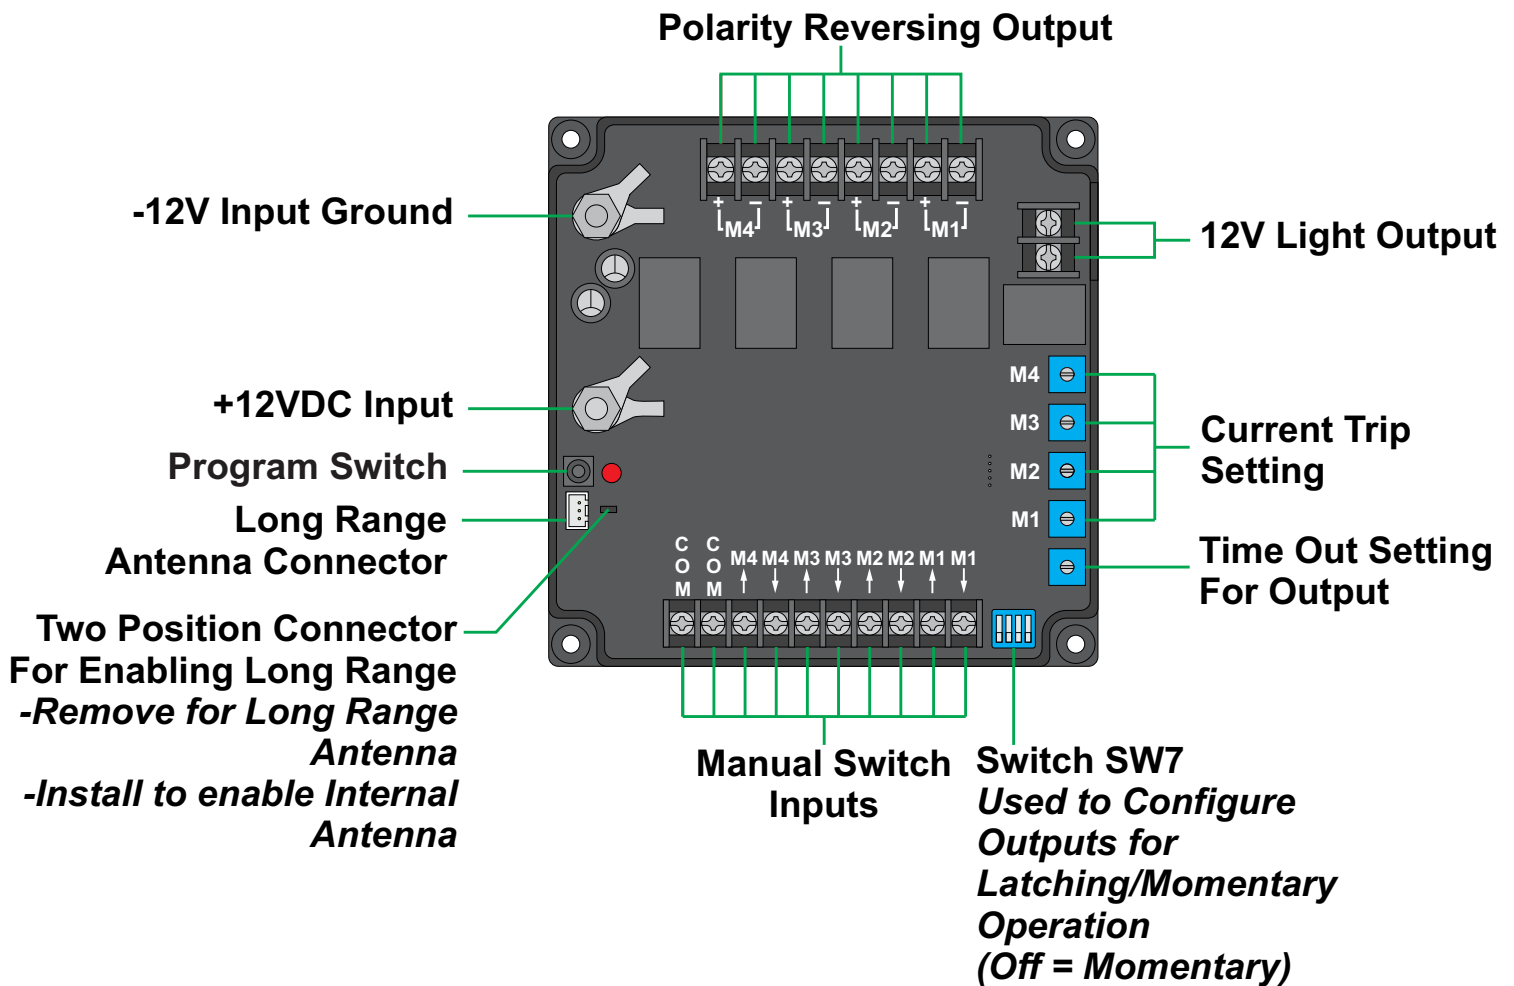 Polarity Reversing Output
-12V Input Ground
+ − + − + − + −
M4 M3 M2 M1
12V Light Output
+12VDC Input
Program Switch
Long Range
Antenna Connector
Two Position Connector
For Enabling Long Range
-Remove for Long Range
Antenna
-Install to enable Internal
Antenna
M4
M3
M2
M1
Current Trip
Setting
Time Out Setting
For Output
COM COM M4 M4 M3 M3 M2 M2 M1 M1
↑ ↓ ↑ ↓ ↑ ↓ ↑ ↓
Manual Switch
Inputs
Switch SW7
Used to Configure
Outputs for
Latching/Momentary
Operation
(Off = Momentary)